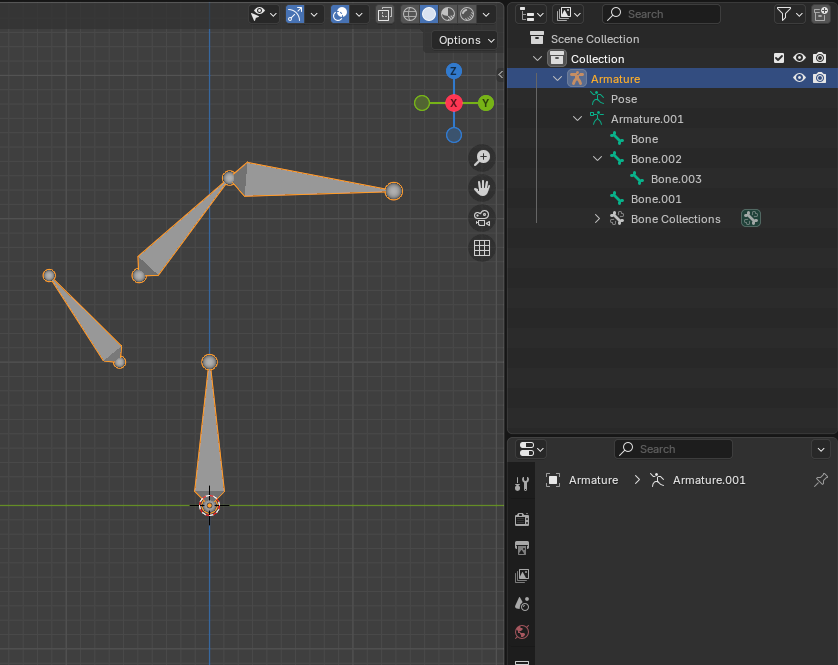 Search
Options
Z
X
Y
Scene Collection
Collection
Armature
Pose
Armature.001
Bone
Bone.002
Bone.003
Bone.001
Bone Collections
Search
Armature > Armature.001